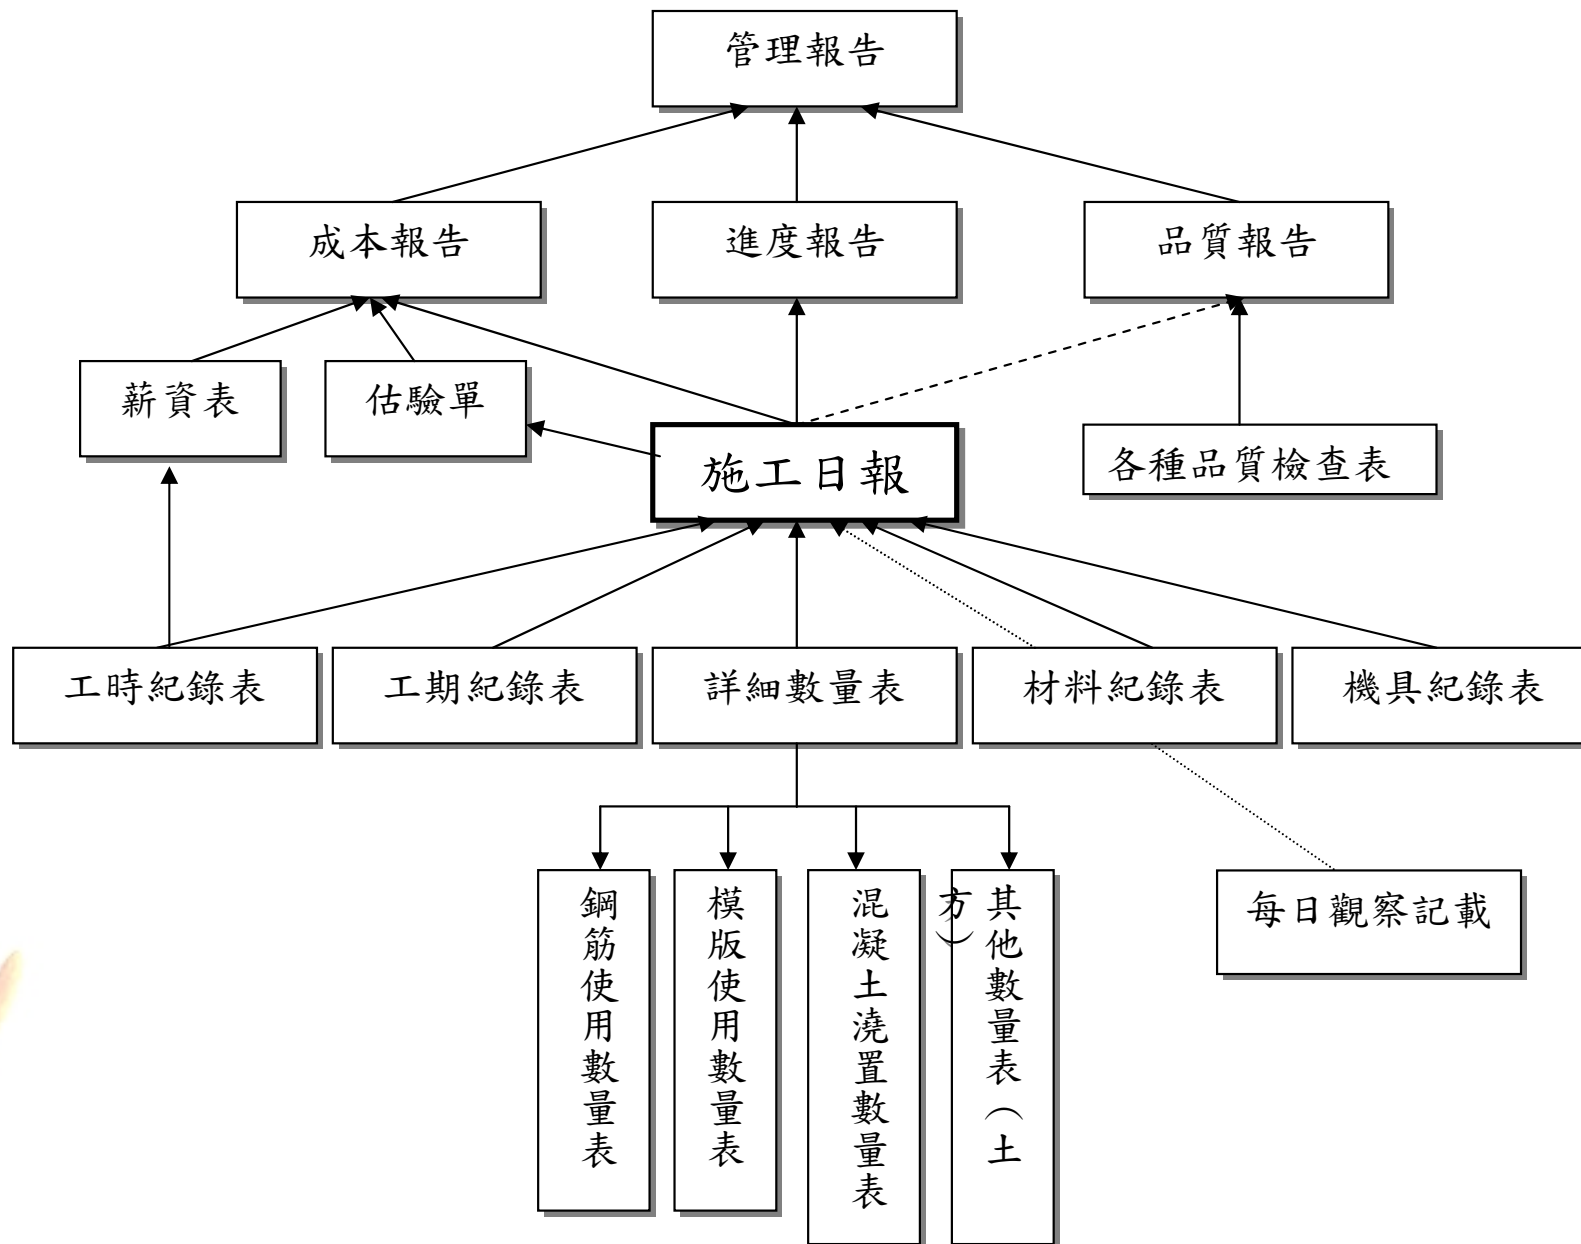 管理報告
成本報告
進度報告
品質報告
薪資表
估驗單
施工日報
各種品質檢查表
工時紀錄表
工期紀錄表
詳細數量表
材料紀錄表
機具紀錄表
鋼筋使用數量表
模版使用數量表
混凝土澆置數量表
其他數量表（土
方）
每日觀察記載